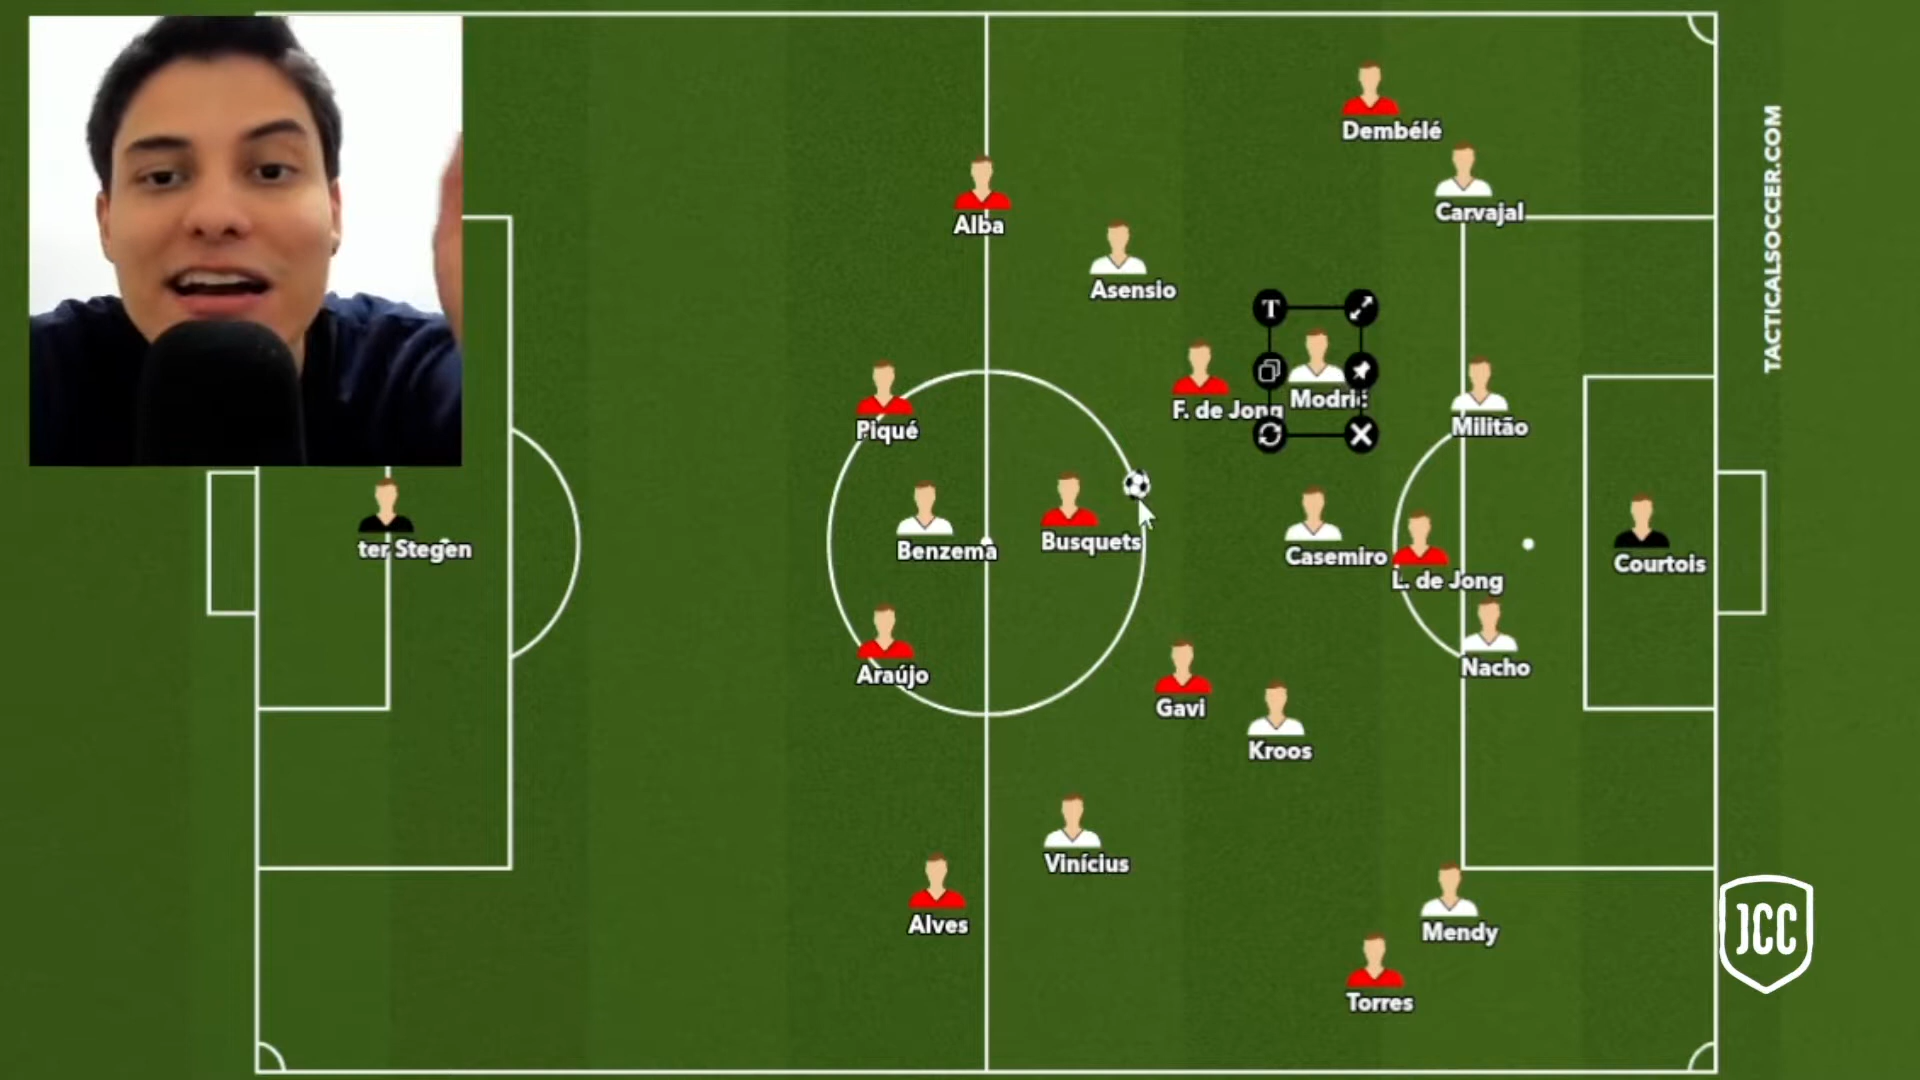 Dembélé
Carvajal
Alba
Asensio
TACTICALSOCCER.COM
T
Modrić
F. de Jong
Militão
Piqué
ter Stegen
Benzema
Busquets
Casemiro
L. de Jong
Courtois
Araújo
Nacho
Gavi
Kroos
Vinícius
Alves
Mendy
JCC
Torres